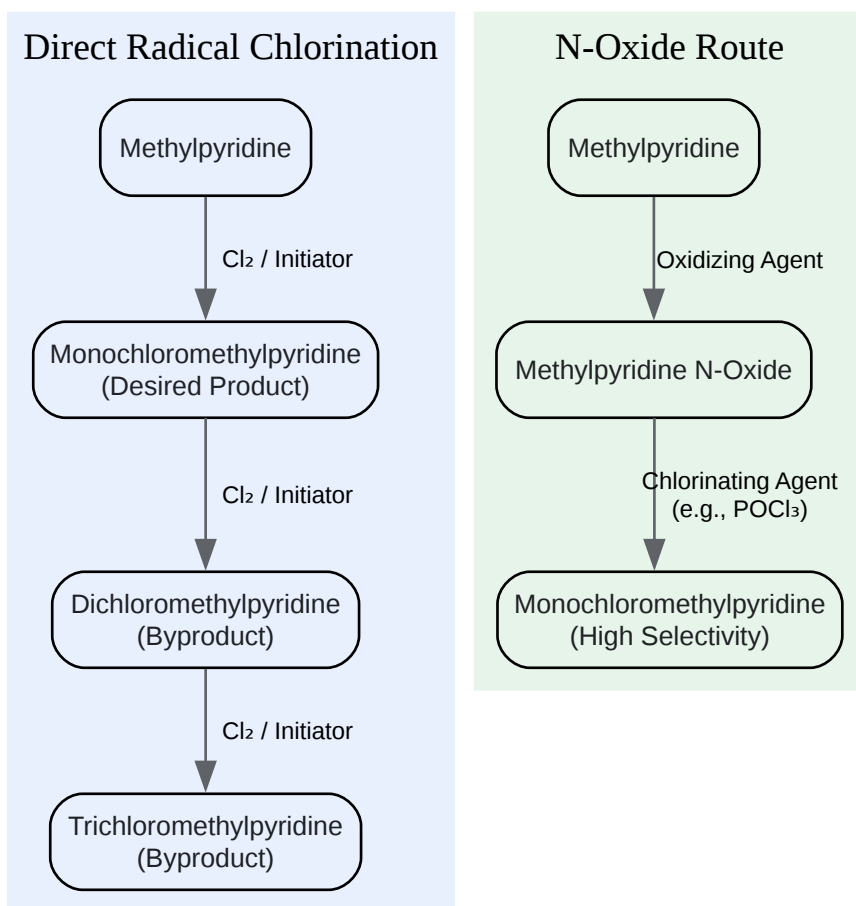 Direct Radical Chlorination
Methylpyridine
Cl₂ / Initiator
Monochloromethylpyridine
(Desired Product)
Cl₂ / Initiator
Dichloromethylpyridine
(Byproduct)
Cl₂ / Initiator
Trichloromethylpyridine
(Byproduct)
N-Oxide Route
Methylpyridine
Oxidizing Agent
Methylpyridine N-Oxide
Chlorinating Agent
(e.g., POCl₃)
Monochloromethylpyridine
(High Selectivity)